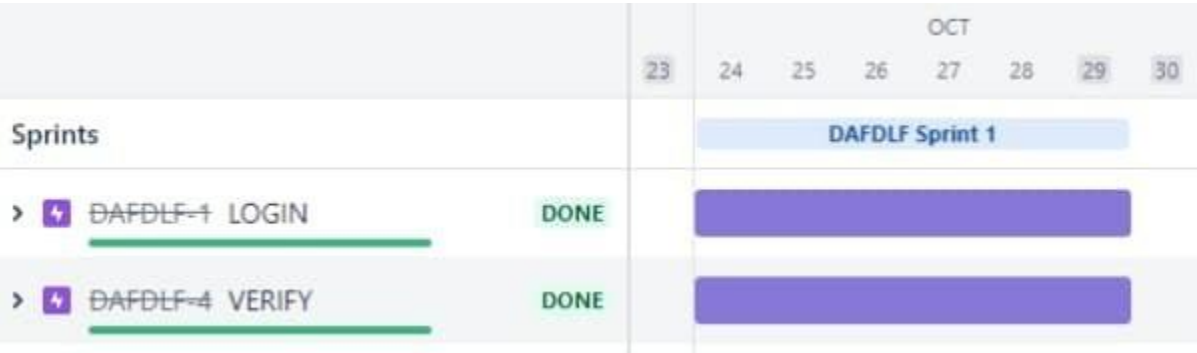 OCT
23 24 25 26 27 28 29 30
Sprints DAFDLF Sprint 1
DAFDLF-1 LOGIN DONE
DAFDLF-4 VERIFY DONE